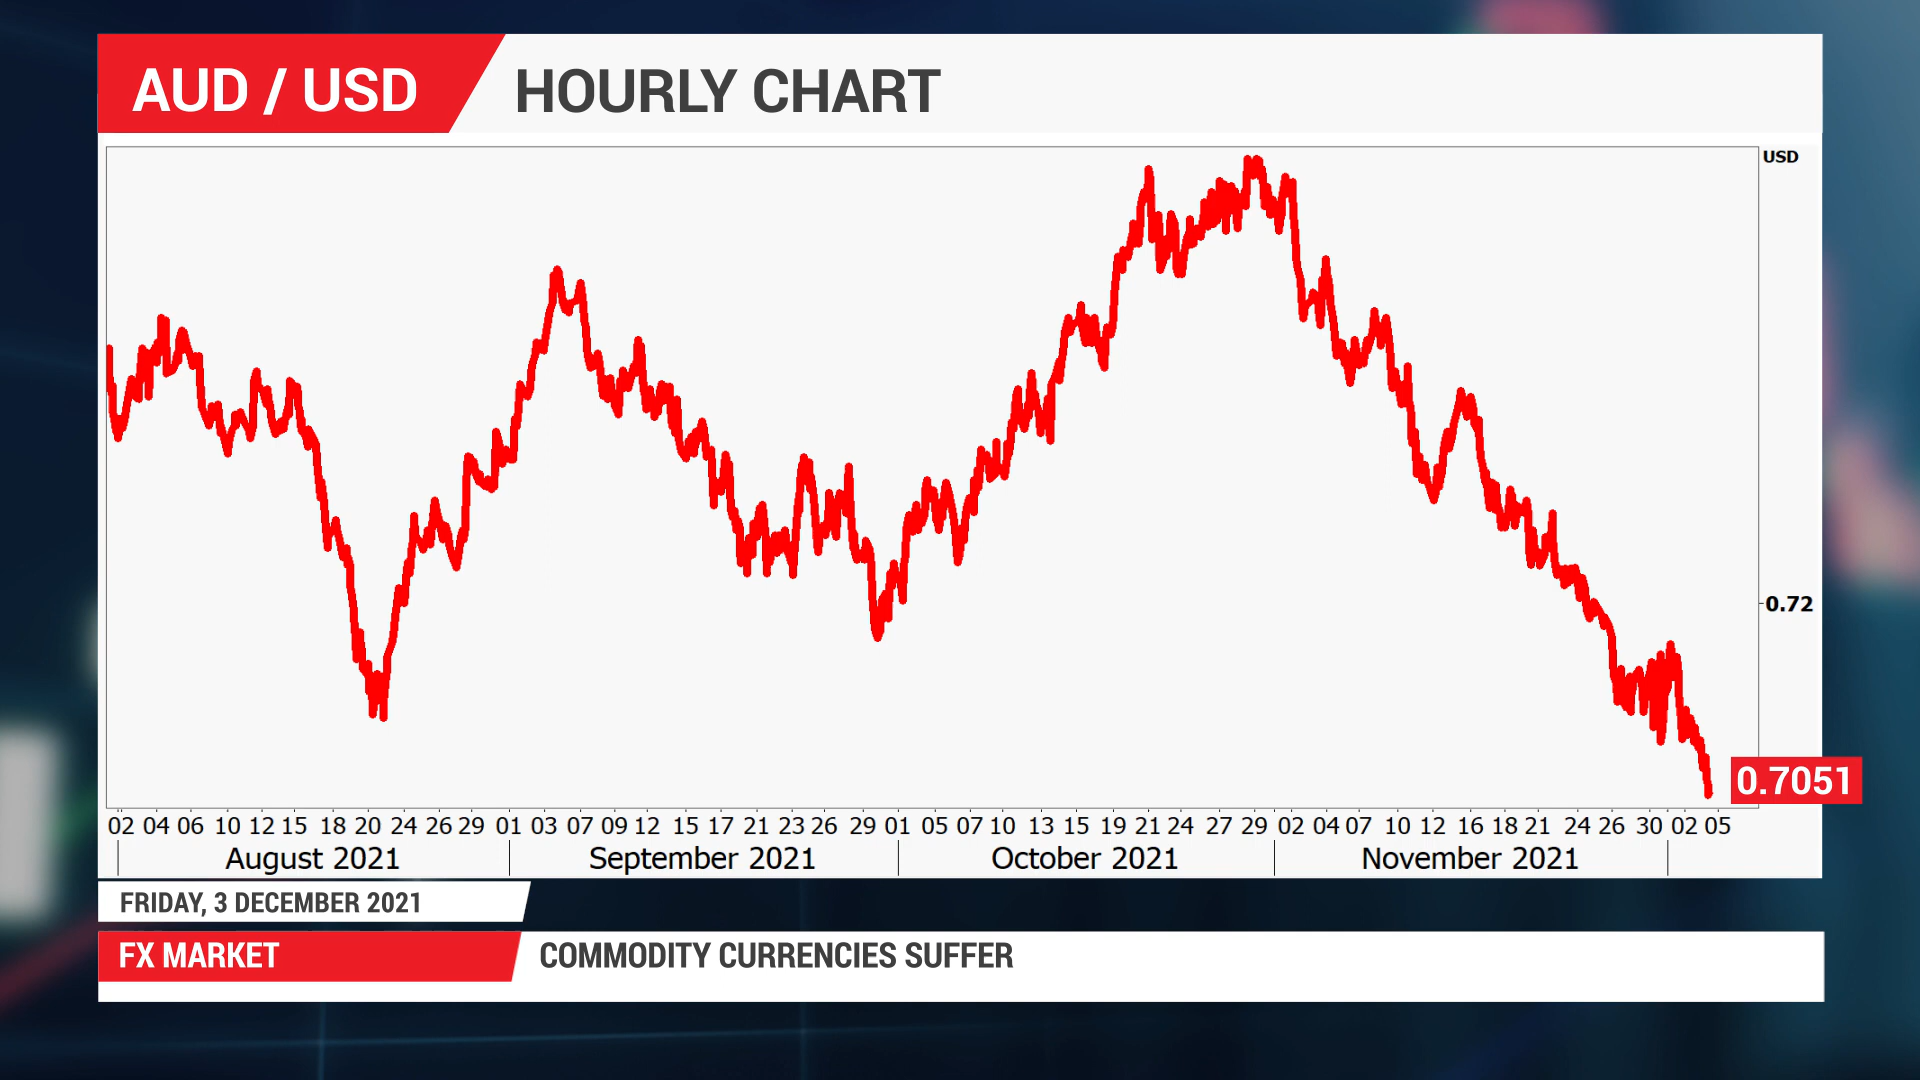 AUD / USD
HOURLY CHART
USD
0.72
0.7051
02 04 06 10 12 15 18 20 24 26 29 01 03 07 09 12 15 17 21 23 26 29 01 05 07 10 13 15 19 21 24 27 29 02 04 07 10 12 16 18 21 24 26 30 02 05
August 2021 September 2021 October 2021 November 2021
FRIDAY, 3 DECEMBER 2021
FX MARKET
COMMODITY CURRENCIES SUFFER